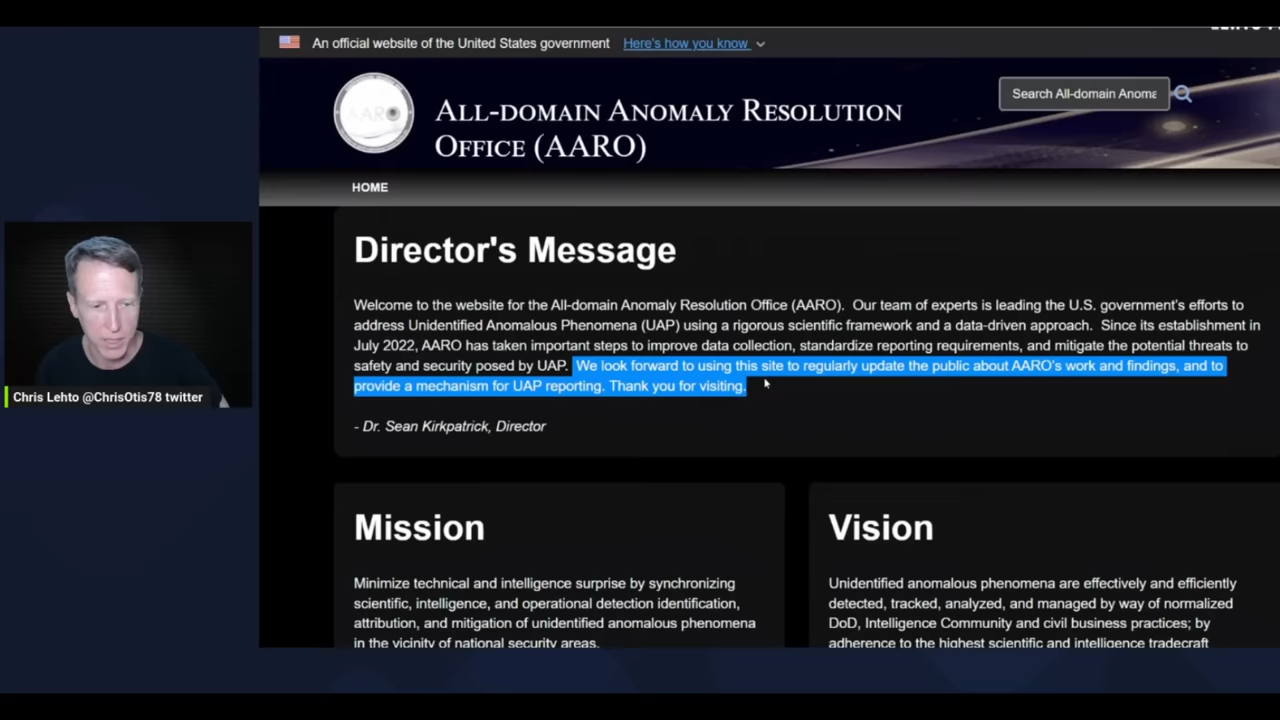 An official website of the United States government Here's how you know
AARO
ALL-DOMAIN ANOMALY RESOLUTION
OFFICE (AARO)
Search All-domain Anoma
HOME
Director's Message
Welcome to the website for the All-domain Anomaly Resolution Office (AARO). Our team of experts is leading the U.S. government's efforts to
address Unidentified Anomalous Phenomena (UAP) using a rigorous scientific framework and a data-driven approach. Since its establishment in
July 2022, AARO has taken important steps to improve data collection, standardize reporting requirements, and mitigate the potential threats to
safety and security posed by UAP. We look forward to using this site to regularly update the public about AARO's work and findings, and to
provide a mechanism for UAP reporting. Thank you for visiting.
- Dr. Sean Kirkpatrick, Director
Chris Lehto @ChrisOtis78 twitter
Mission
Minimize technical and intelligence surprise by synchronizing
scientific, intelligence, and operational detection identification,
attribution, and mitigation of unidentified anomalous phenomena
in the vicinity of national security areas.
Vision
Unidentified anomalous phenomena are effectively and efficiently
detected, tracked, analyzed, and managed by way of normalized
DoD, Intelligence Community and civil business practices; by
adherence to the highest scientific and intelligence tradecraft